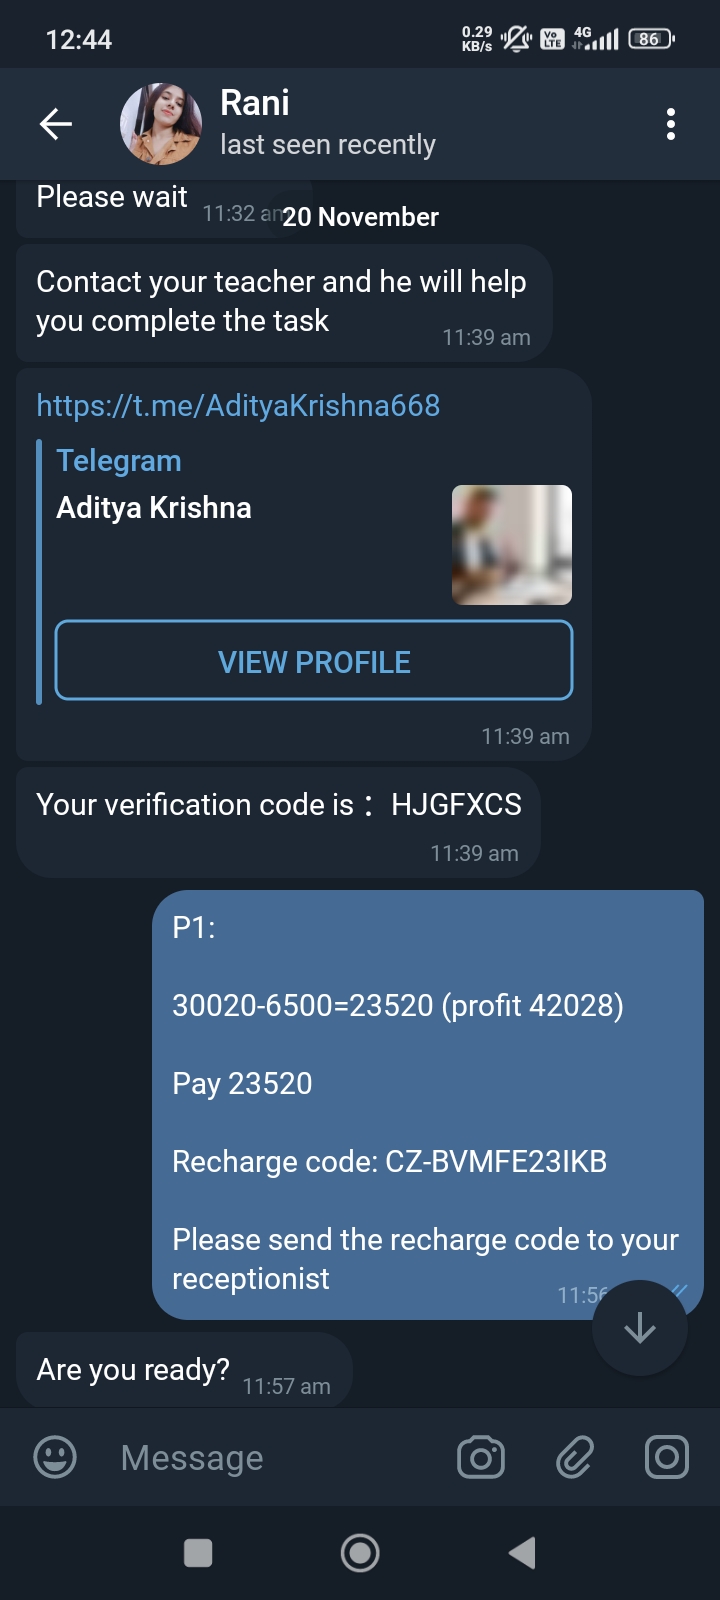 12:44
0.29
KB/s
Vo
LTE
4G
86
Rani
last seen recently
Please wait
11:32 am
20 November
Contact your teacher and he will help
you complete the task
11:39 am
https://t.me/AdityaKrishna668
Telegram
Aditya Krishna
VIEW PROFILE
11:39 am
Your verification code is： HJGFXCS
11:39 am
P1:
30020-6500=23520 (profit 42028)
Pay 23520
Recharge code: CZ-BVMFE23IKB
Please send the recharge code to your
receptionist
11:56
Are you ready?
11:57 am
Message